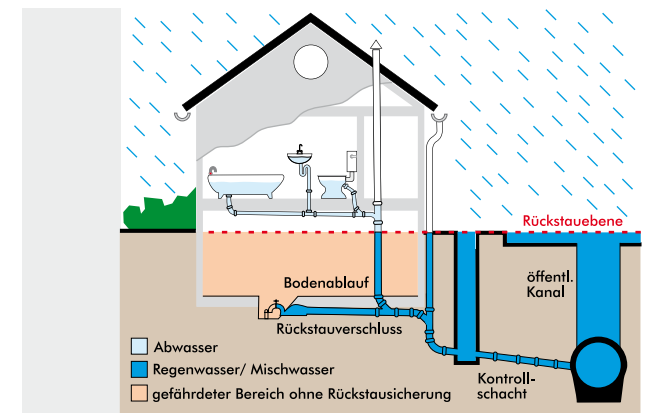 Rückstauebene
Bodenablauf
öffentl.
Kanal
Rückstauverschluss
Abwasser
Regenwasser/ Mischwasser
Kontroll-
schacht
gefährdeter Bereich ohne Rückstausicherung